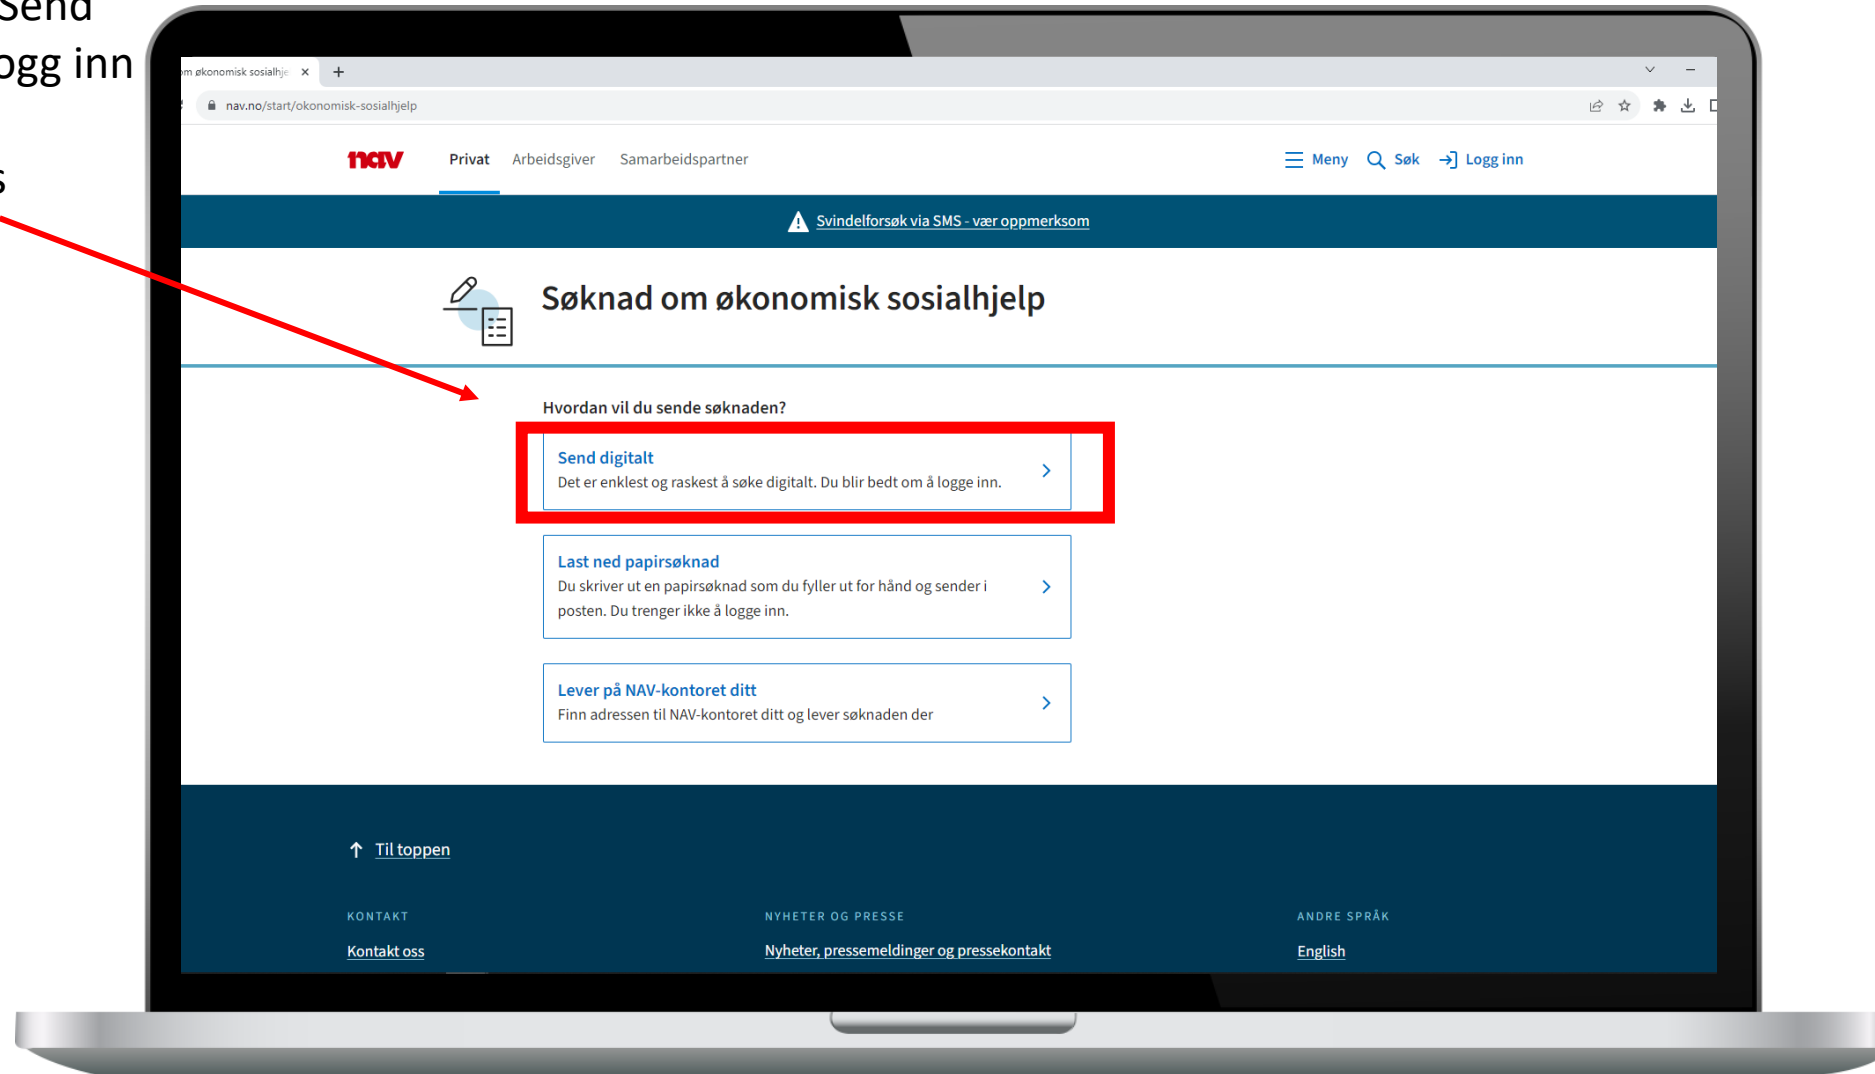 Send
ogg inn
s
om økonomisk sosialhje
nav.no/start/okonomisk-sosialhjelp
nav Privat Arbeidsgiver Samarbeidspartner Meny Søk Logg inn
Svindelforsøk via SMS - vær oppmerksom
Søknad om økonomisk sosialhjelp
Hvordan vil du sende søknaden?
Send digitalt
Det er enklest og raskest å søke digitalt. Du blir bedt om å logge inn.
Last ned papirsøknad
Du skriver ut en papirsøknad som du fyller ut for hånd og sender i
posten. Du trenger ikke å logge inn.
Lever på NAV-kontoret ditt
Finn adressen til NAV-kontoret ditt og lever søknaden der
Til toppen
KONTAKT NYHETER OG PRESSE ANDRE SPRÅK
Kontakt oss Nyheter, pressemeldinger og pressekontakt English